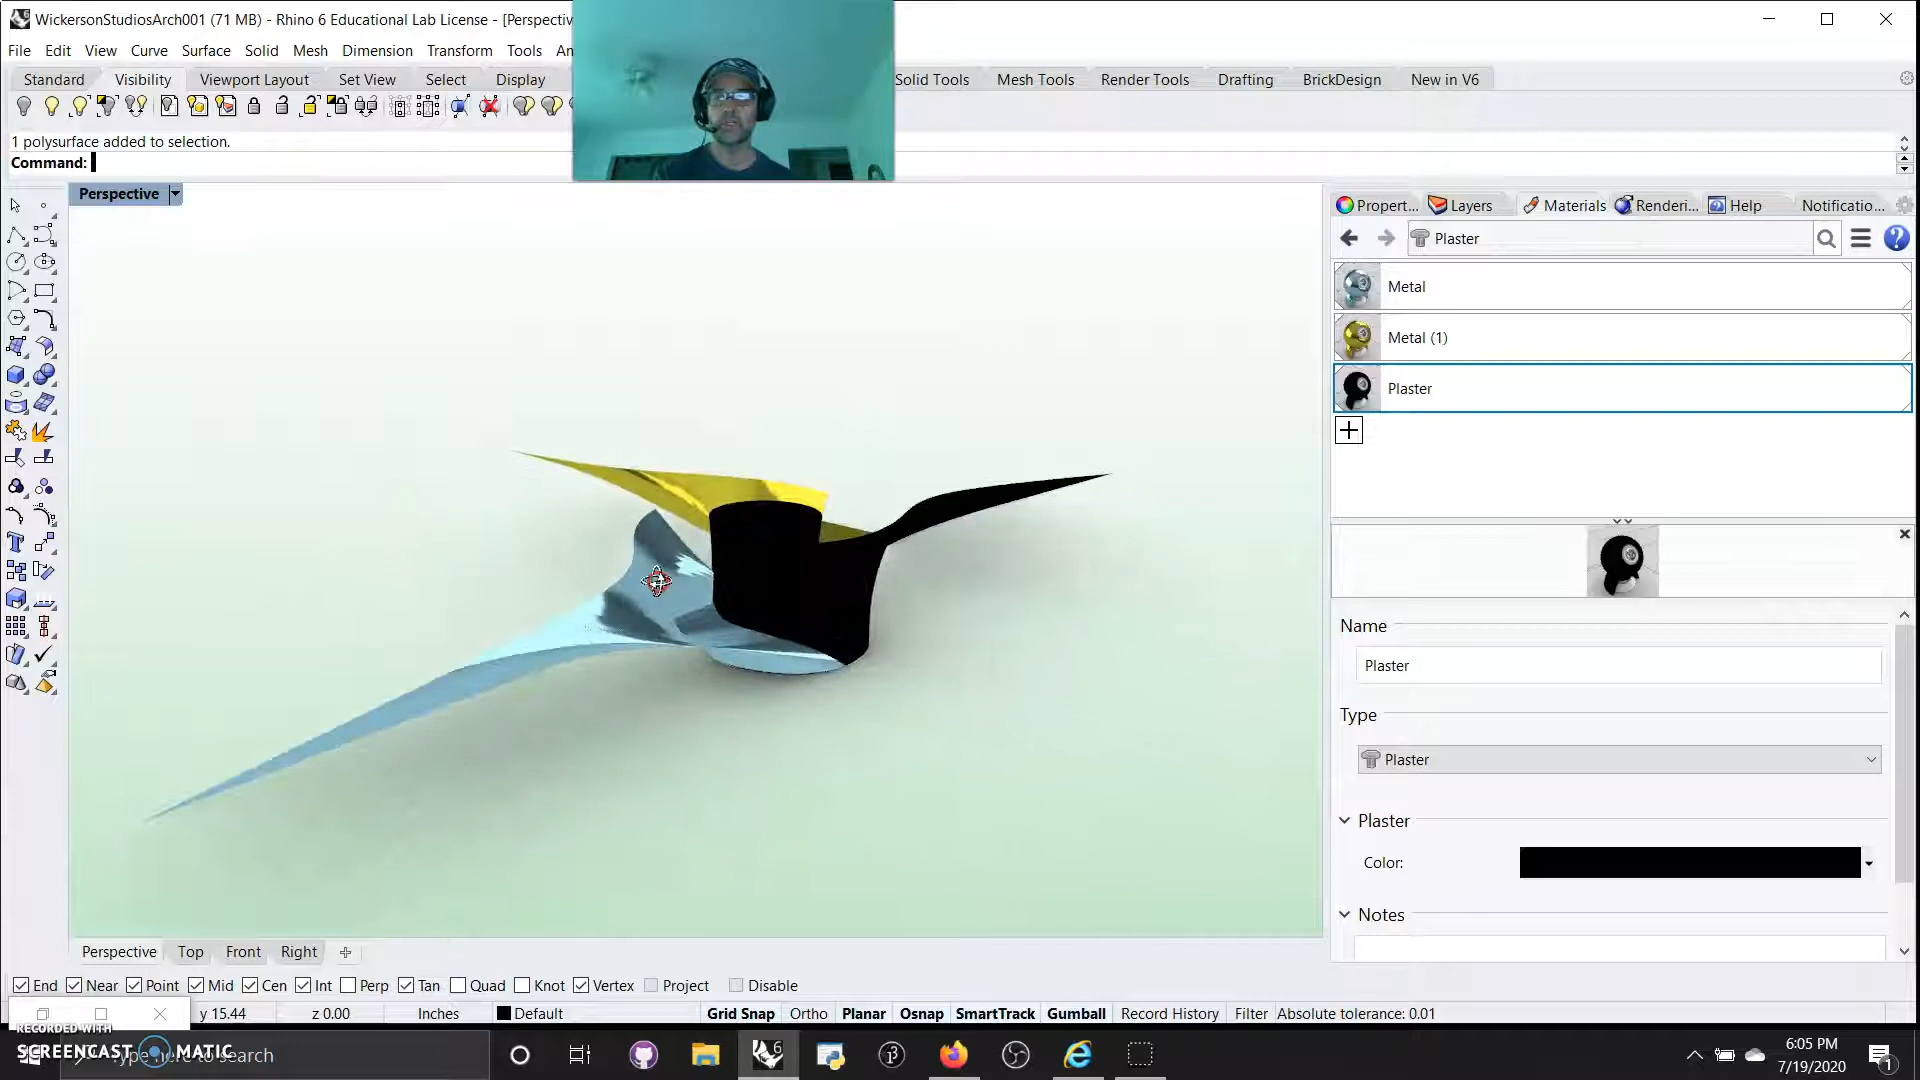 WickersonStudiosArch001 (71 MB) - Rhino 6 Educational Lab License - [Perspectiv
File Edit View Curve Surface Solid Mesh Dimension Transform Tools An
Standard Visibility Viewport Layout Set View Select Display Solid Tools Mesh Tools Render Tools Drafting BrickDesign New in V6
1 polysurface added to selection.
Command:
Perspective
Propert... Layers Materials Renderi... Help Notificatio...
Plaster
Metal
Metal (1)
Plaster
Name
Plaster
Type
Plaster
Plaster
Color:
Notes
Perspective Top Front Right
End Near Point Mid Cen Int Perp Tan Quad Knot Vertex Project Disable
y 15.44 z 0.00 Inches Default Grid Snap Ortho Planar Osnap SmartTrack Gumball Record History Filter Absolute tolerance: 0.01
RECORDED WITH
SCREENCAST MATIC
Type here to search
6:05 PM
7/19/2020
1